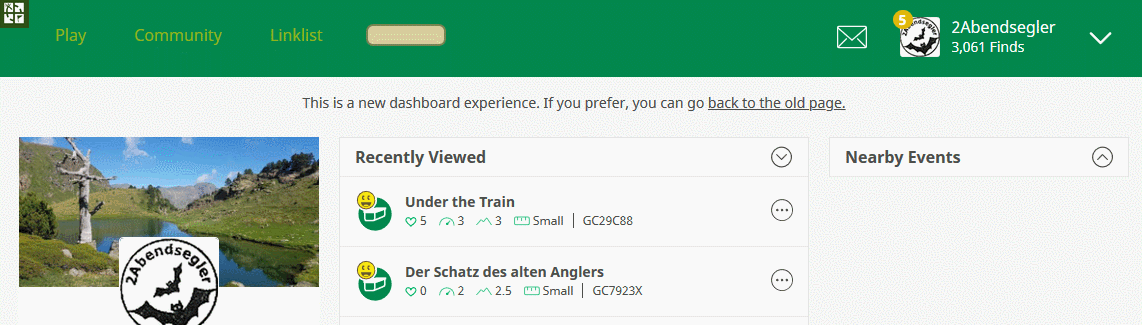 Play Community Linklist
5
2Abendsegler
3,061 Finds
This is a new dashboard experience. If you prefer, you can go back to the old page.
2Abendsegler
Recently Viewed
Under the Train
5 3 3 Small | GC29C88
Der Schatz des alten Anglers
0 2 2.5 Small | GC7923X
Nearby Events